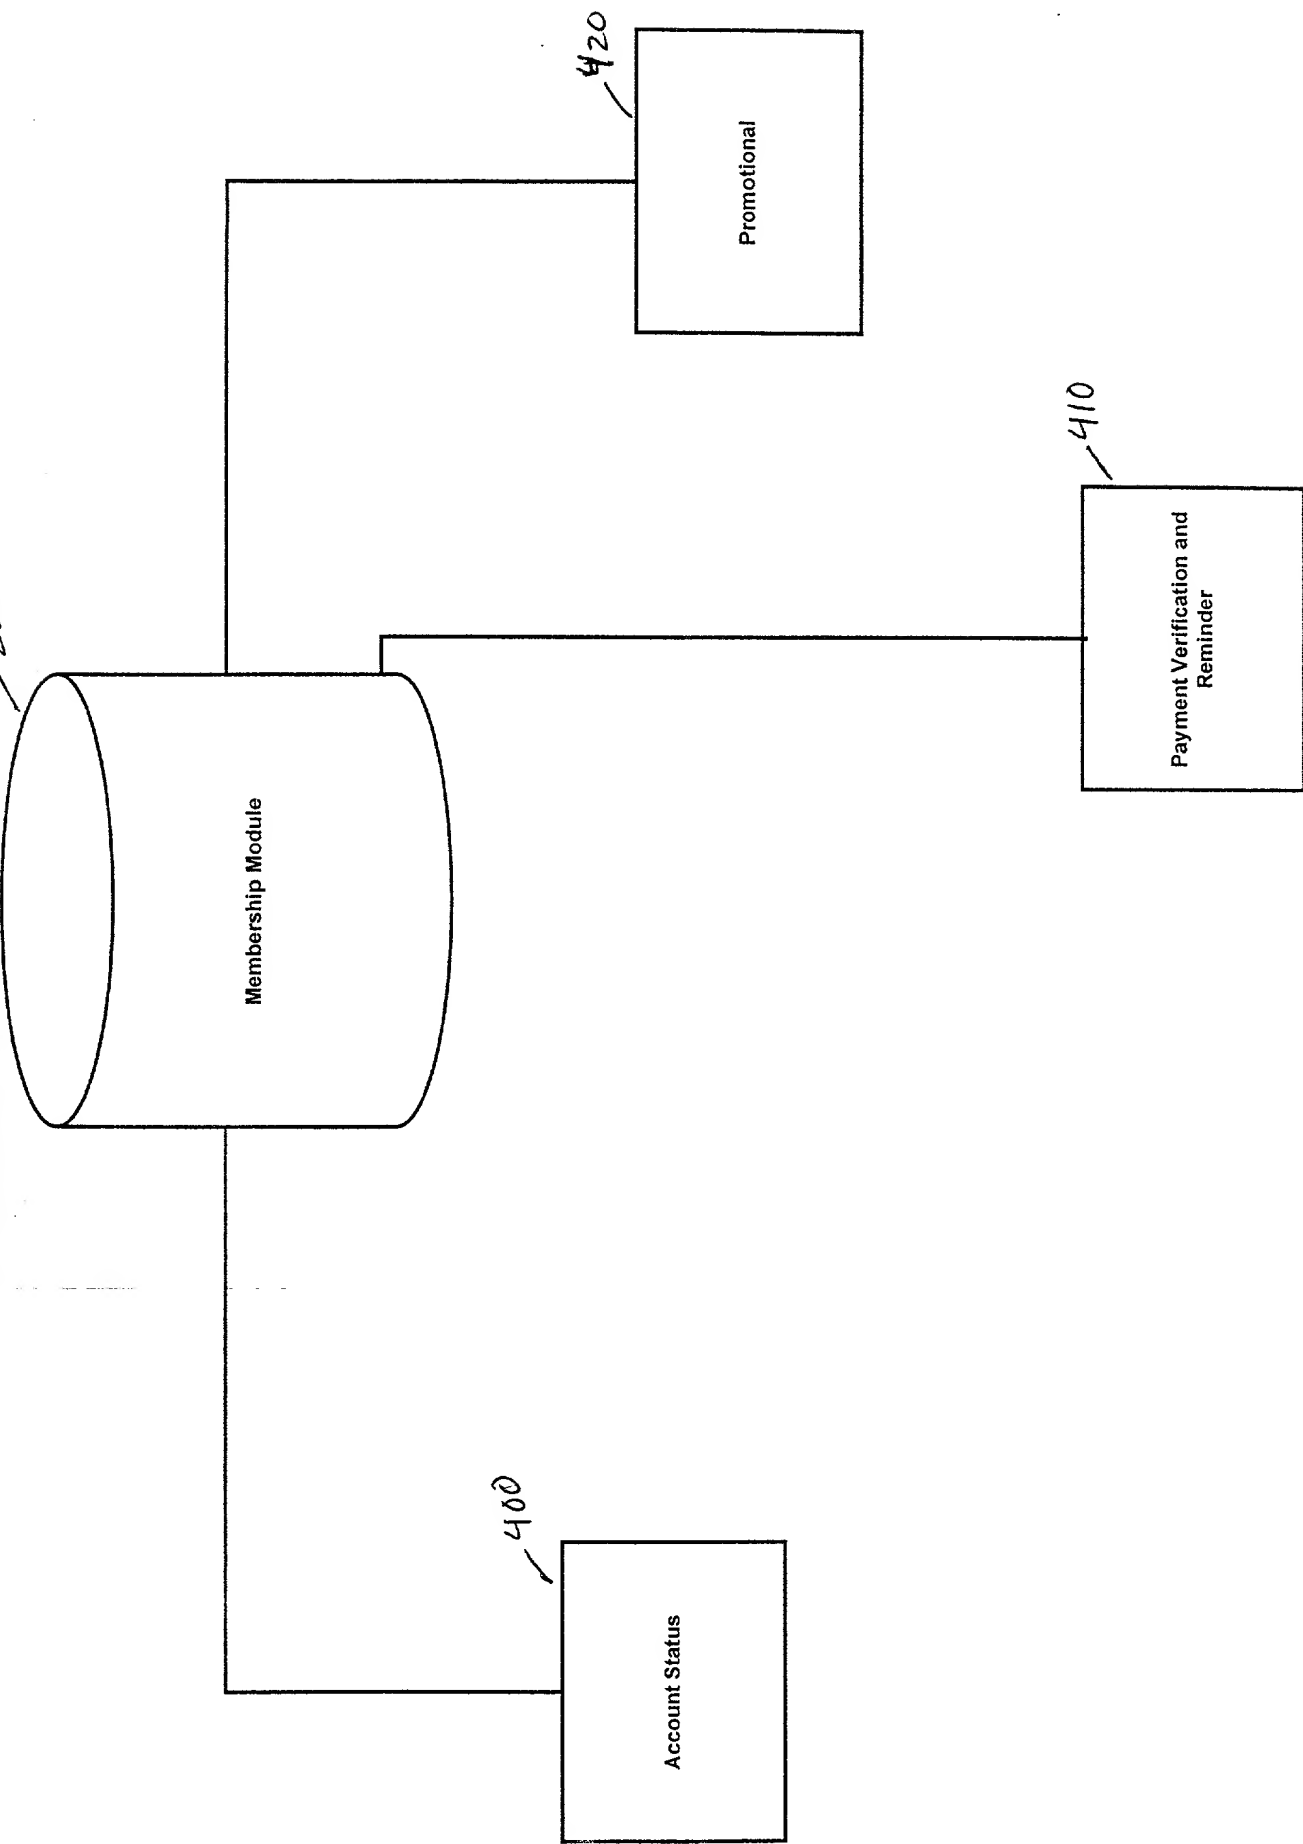 Membership Module
Account Status
400
Payment Verification and
Reminder
410
Promotional
420